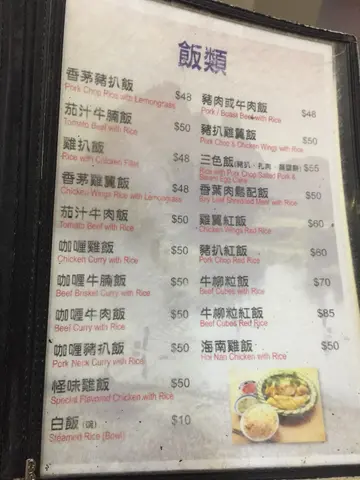 飯類
香茅豬扒飯 $48
Pork Chop Rice with Lemongrass
茄汁牛腩飯 $50
Tomato Beef with Rice
雞扒飯 $48
Rice with Chicken Fillet
香茅雞翼飯 $48
Chicken Wings Rice with Lemongrass
茄汁牛肉飯 $50
Tomato Beef with Rice
咖喱雞飯 $50
Chicken Curry with Rice
咖喱牛腩飯 $50
Beef Brisket Curry with Rice
咖喱牛肉飯 $50
Beef Curry with Rice
咖喱豬扒飯 $50
Pork Neck Curry with Rice
怪味雞飯 $50
Special Flavored Chicken with Rice
白飯 $10
Steamed Rice (Bowl)
豬肉或牛肉飯 $48
Pork / Beef with Rice
豬扒雞翼飯 $50
Pork Chop & Chicken Wings with Rice
三色飯 $55
Rice with Pork Chop
香葉肉鬆配飯 $50
Bay Leaf Shredded Meat with Rice
雞翼紅飯 $60
Chicken Wings Red Rice
豬扒紅飯 $60
Pork Chop Red Rice
牛柳粒飯 $70
Beef Cubes with Rice
牛柳粒紅飯 $85
Beef Cubes Red Rice
海南雞飯 $50
Hoi Nan Chicken with Rice